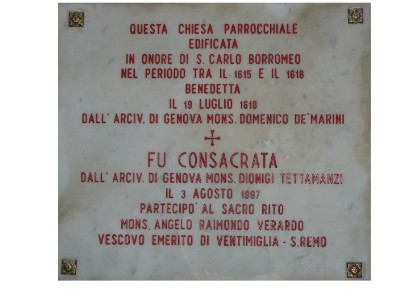 QUESTA CHIESA PARROCCHIALE
EDIFICATA
IN ONORE DI S. CARLO BORROMEO
NEL PERIODO TRA IL 1615 E IL 1618
BENEDETTA
IL 19 LUGLIO 1618
DALL' ARCIV. DI GENOVA MONS. DOMENICO DE' MARINI
FU CONSACRATA
DALL' ARCIV. DI GENOVA MONS. DIONIGI TETTAMANZI
IL 3 AGOSTO 1997
PARTECIPO' AL SACRO RITO
MONS. ANGELO RAIMONDO VERARDO
VESCOVO EMERITO DI VENTIMIGLIA - S.REMO